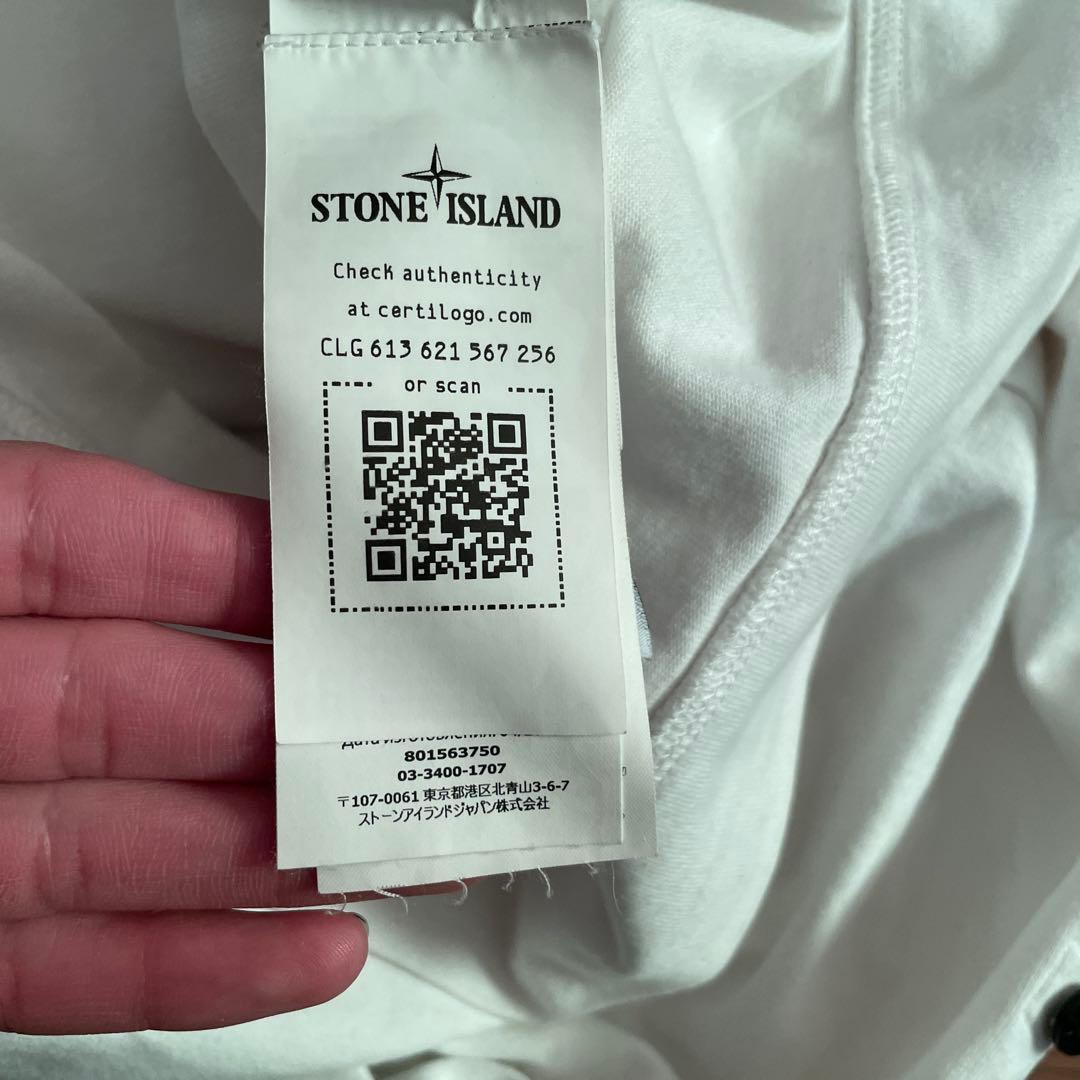 STONE ISLAND
Check authenticity
at certilogo.com
CLG 613 621 567 256
or scan
801563750
03-3400-1707
〒107-0061 東京都港区北青山3-6-7
ストーンアイランドジャパン株式会社